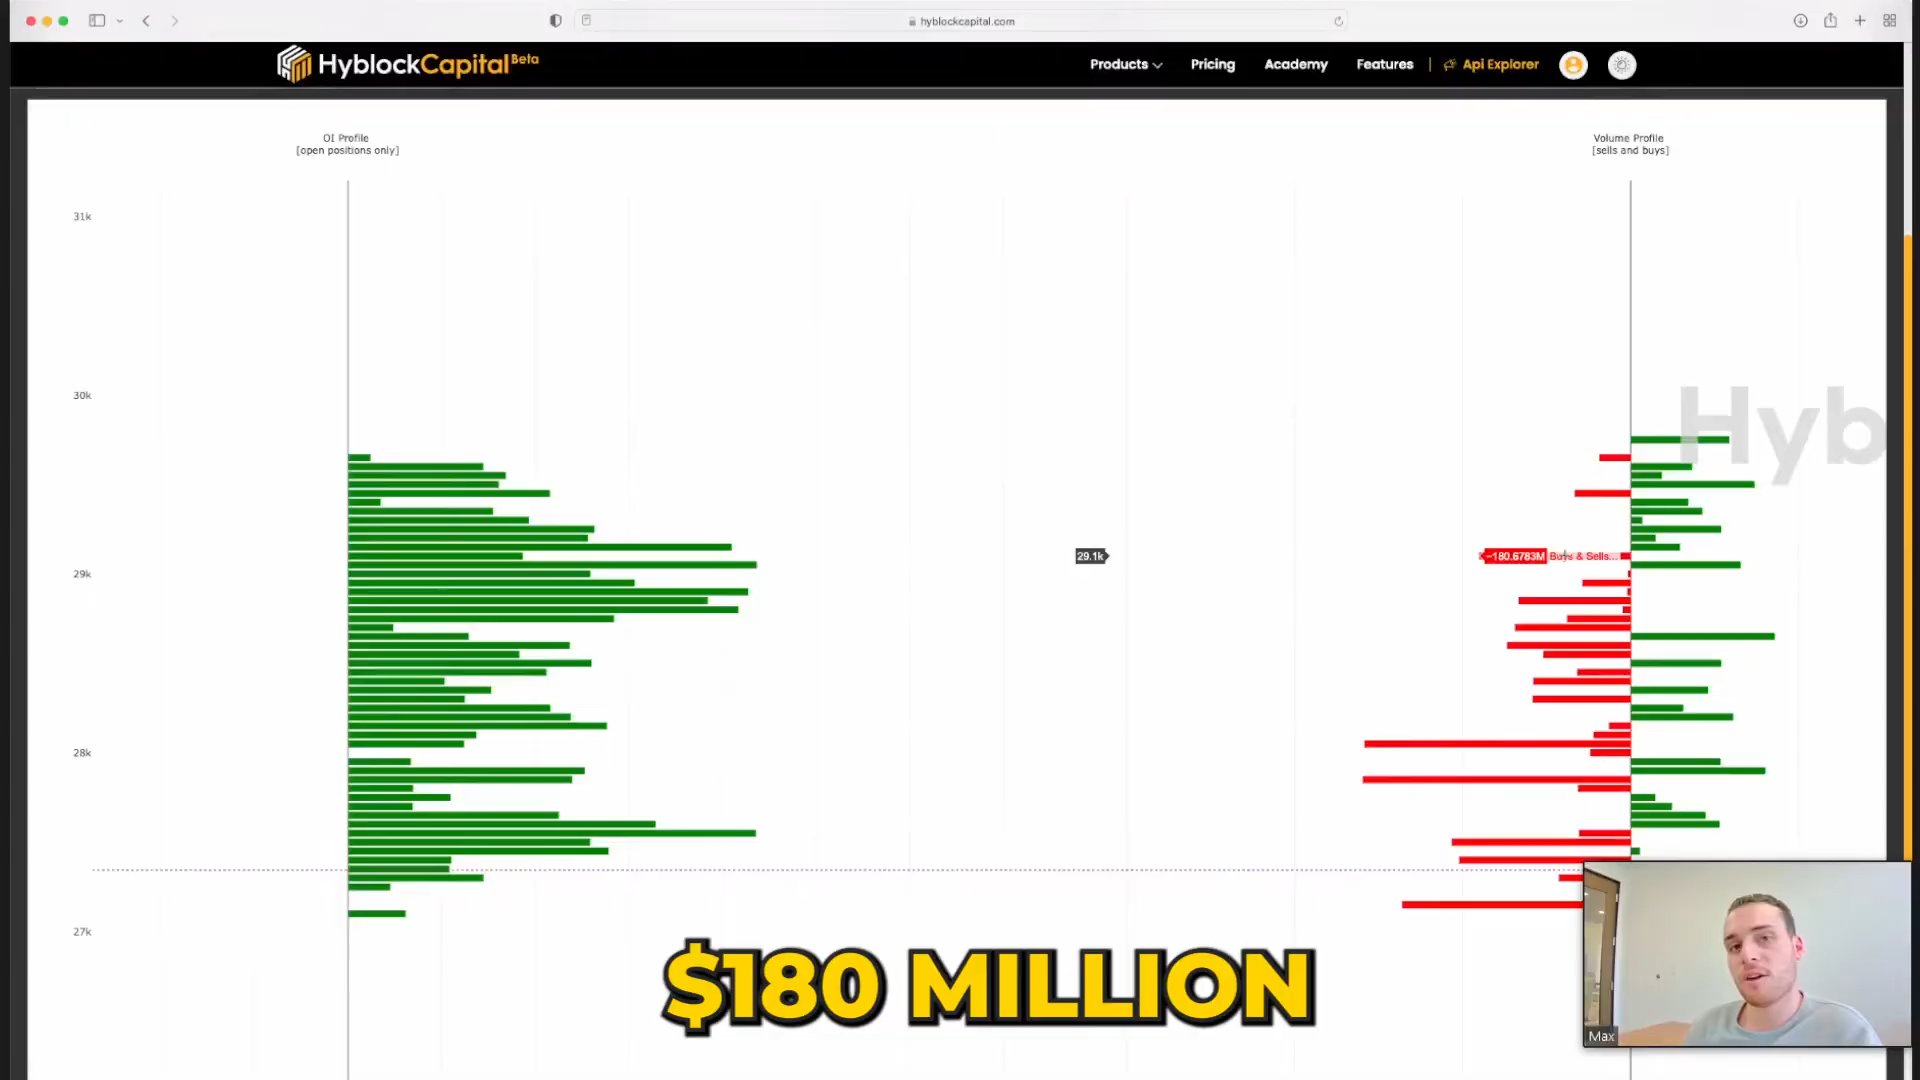 hyblockcapital.com
HyblockCapital Beta
Products
Pricing
Academy
Features
Api Explorer
OI Profile
[open positions only]
Volume Profile
[sells and buys]
31k
30k
29k
28k
27k
Hyb
29.1k
-180.6783M Buys & Sells...
$180 MILLION
Max